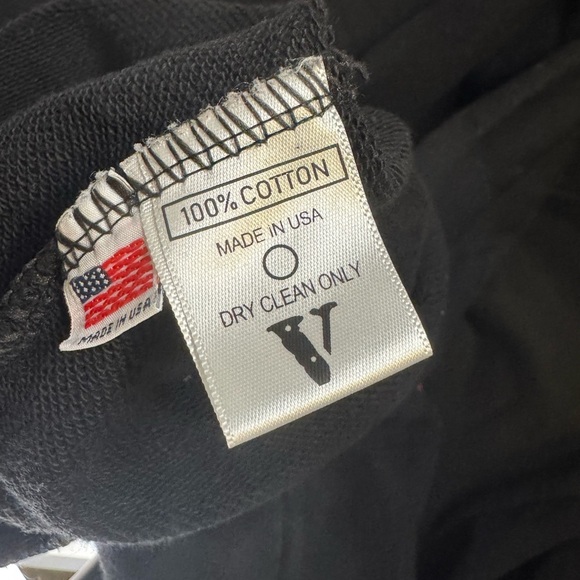 100% COTTON
MADE IN USA
DRY CLEAN ONLY
V
MADE IN USA